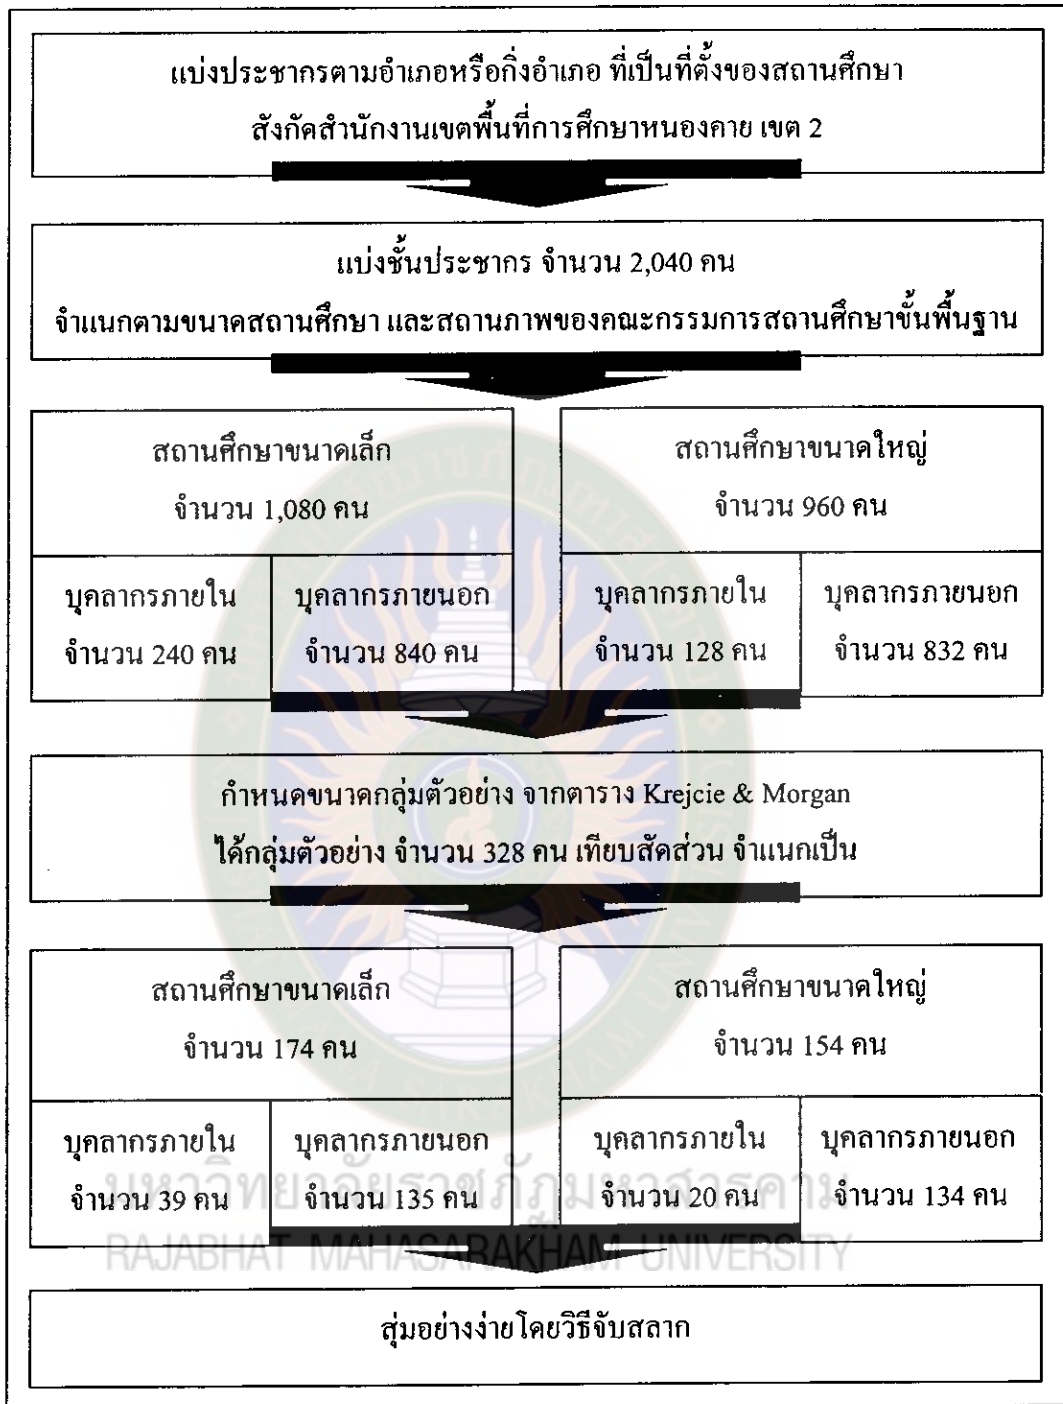 แบ่งประชากรตามอำเภอหรือกิ่งอำเภอ ที่เป็นที่ตั้งของสถานศึกษา
สังกัดสำนักงานเขตพื้นที่การศึกษาหนองคาย เขต 2
แบ่งชั้นประชากร จำนวน 2,040 คน
จำแนกตามขนาดสถานศึกษา และสถานภาพของคณะกรรมการสถานศึกษาขั้นพื้นฐาน
สถานศึกษาขนาดเล็ก
จำนวน 1,080 คน
สถานศึกษาขนาดใหญ่
จำนวน 960 คน
บุคลากรภายใน
จำนวน 240 คน
บุคลากรภายนอก
จำนวน 840 คน
บุคลากรภายใน
จำนวน 128 คน
บุคลากรภายนอก
จำนวน 832 คน
กำหนดขนาดกลุ่มตัวอย่าง จากตาราง Krejcie & Morgan
ได้กลุ่มตัวอย่าง จำนวน 328 คน เทียบสัดส่วน จำแนกเป็น
สถานศึกษาขนาดเล็ก
จำนวน 174 คน
สถานศึกษาขนาดใหญ่
จำนวน 154 คน
บุคลากรภายใน
จำนวน 39 คน
บุคลากรภายนอก
จำนวน 135 คน
บุคลากรภายใน
จำนวน 20 คน
บุคลากรภายนอก
จำนวน 134 คน
มหาวิทยาลัยราชภัฏมหาสารคาม
RAJABHAT MAHASARAKHAM UNIVERSITY
สุ่มอย่างง่ายโดยวิธีจับสลาก